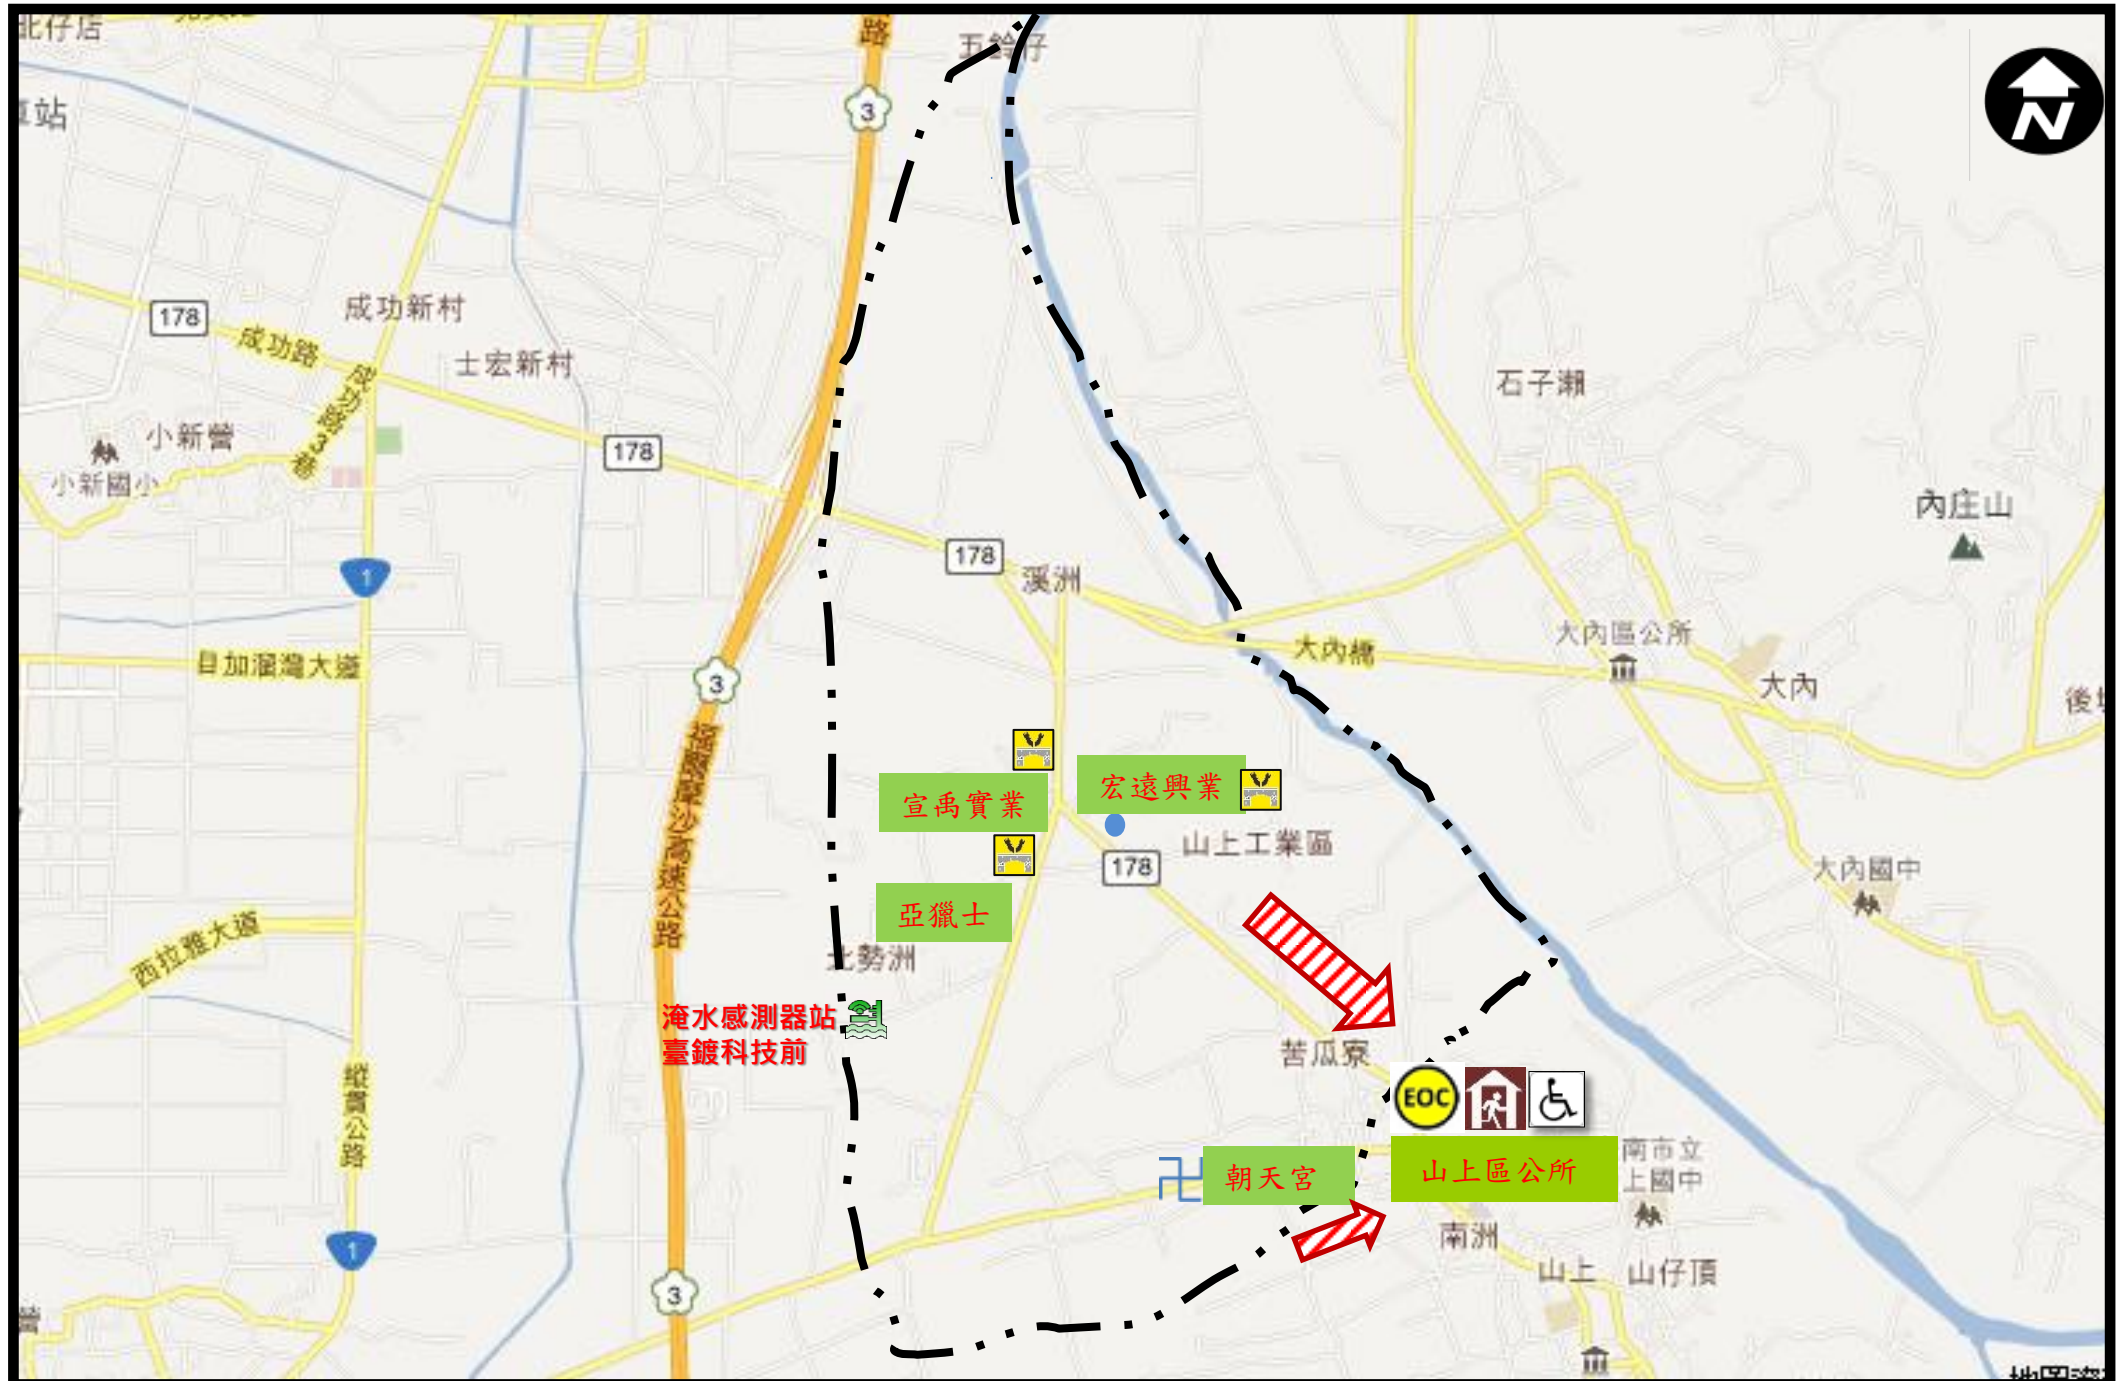 北仔店
路
五鈴仔
3
N
車站
178
成功新村
成功路
士宏新村
成功路3巷
小新營
小新國小
178
石子瀨
內庄山
178
溪洲
1
大內區公所
目加溜灣大道
大內橋
3
大內
福爾摩沙高速公路
宣禹實業
宏遠興業
山上工業區
178
大內國中
亞獵士
西拉雅大道
北勢洲
淹水感測器站
臺鍍科技前
苦瓜寮
EOC
縱貫公路
朝天宮
山上區公所
南市立
上國中
南洲
1
山上
山仔頂
3
營